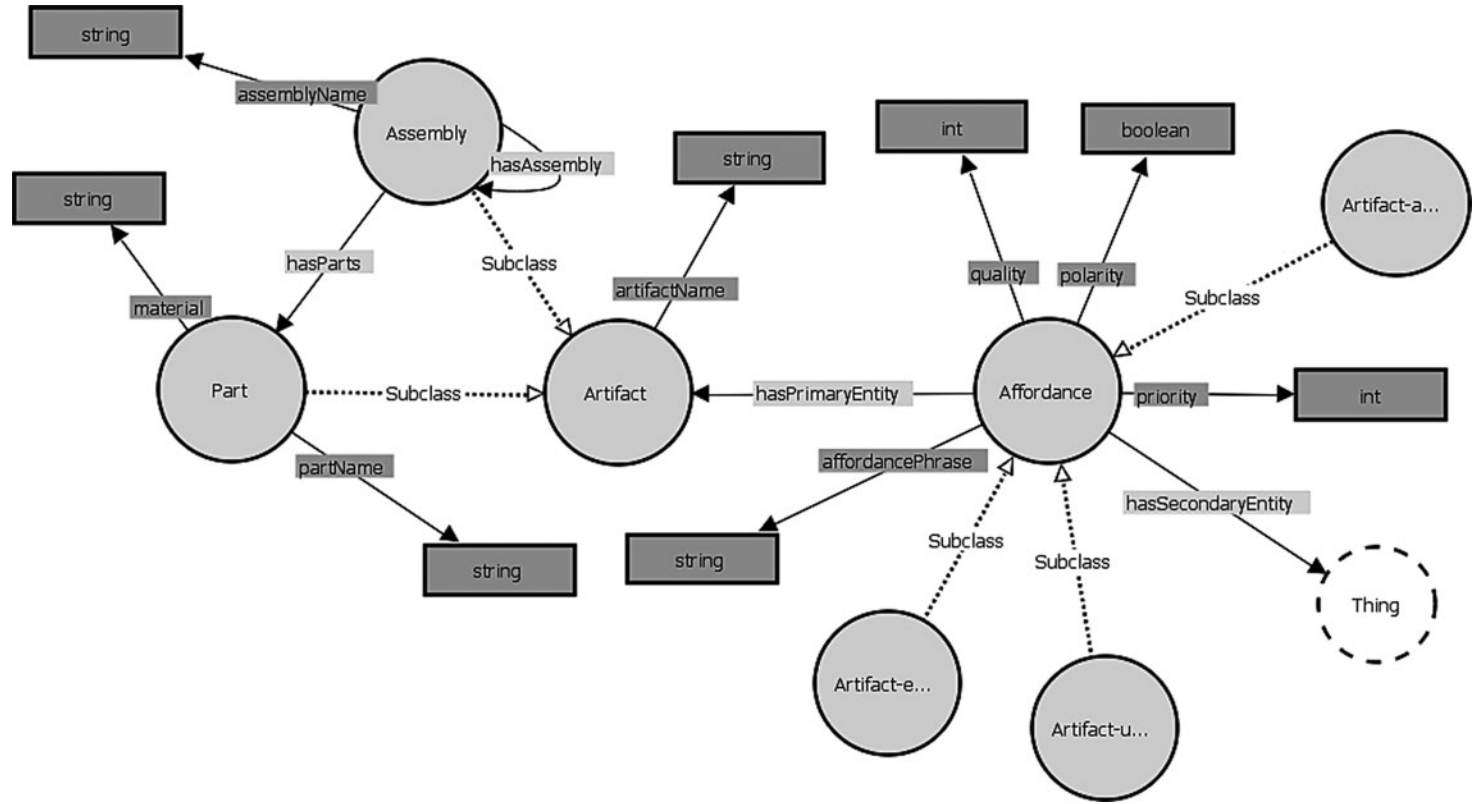 string
assemblyName
Assembly
hasAssembly
string
int
boolean
string
Artifact-a...
hasParts
Subclass
artifactName
quality
polarity
Subclass
material
Part
Subclass
Artifact
hasPrimaryEntity
Affordance
priority
int
partName
affordancePhrase
hasSecondaryEntity
string
string
Subclass
Subclass
Thing
Artifact-e...
Artifact-u...